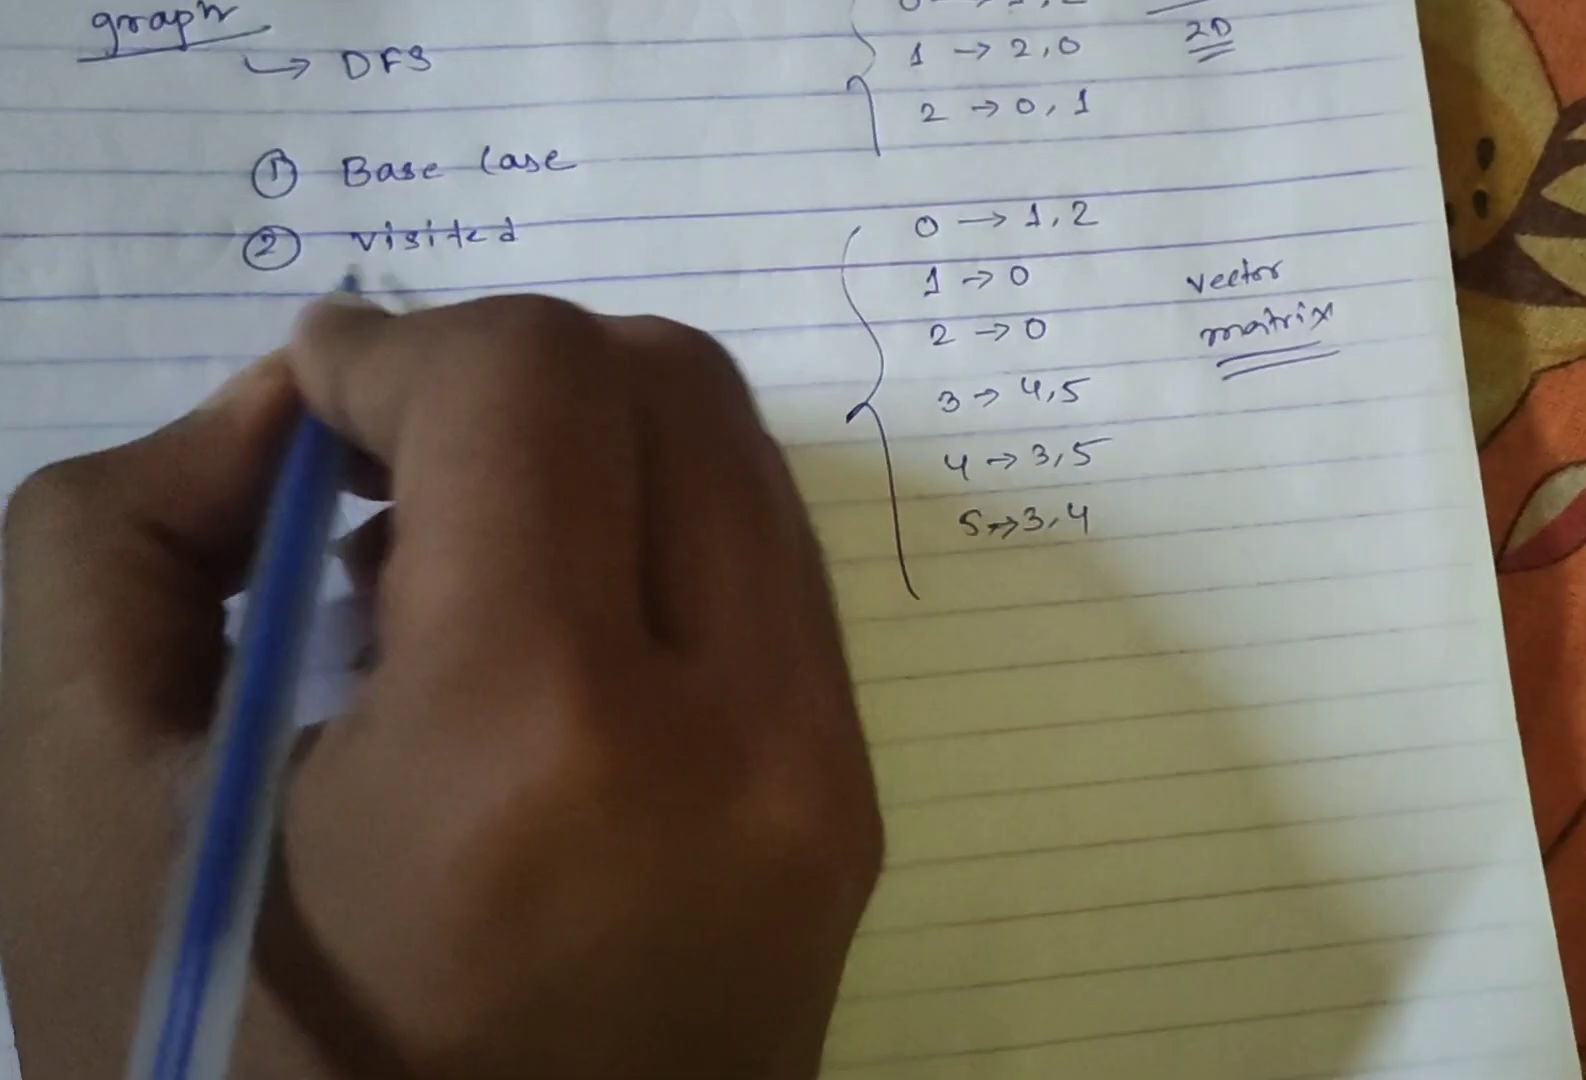 graph
↳ DFS
① Base Case
② visited
1 → 2,0
2 → 0,1
2D
0 → 1,2
1 → 0
2 → 0
3 → 4,5
4 → 3,5
5 → 3,4
vector
matrix